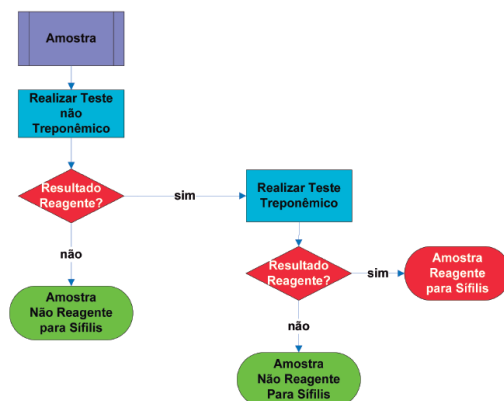 Amostra
Realizar Teste
não
Treponêmico
Resultado
Reagente?
sim
Realizar Teste
Treponêmico
não
Resultado
Reagente?
sim
Amostra
Reagente
para Sífilis
Amostra
Não Reagente
para Sífilis
não
Amostra
Não Reagente
Para Sífilis